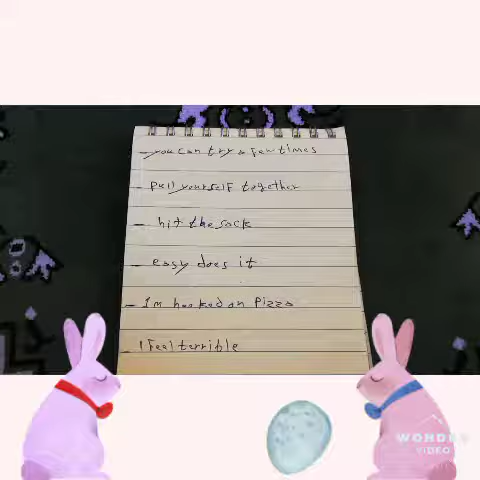 - you can try a few times
- pull yourself together
- hit the sack
- easy does it
- I'm hooked on Pizza
- I Feel terrible
WONDR
VIDEO